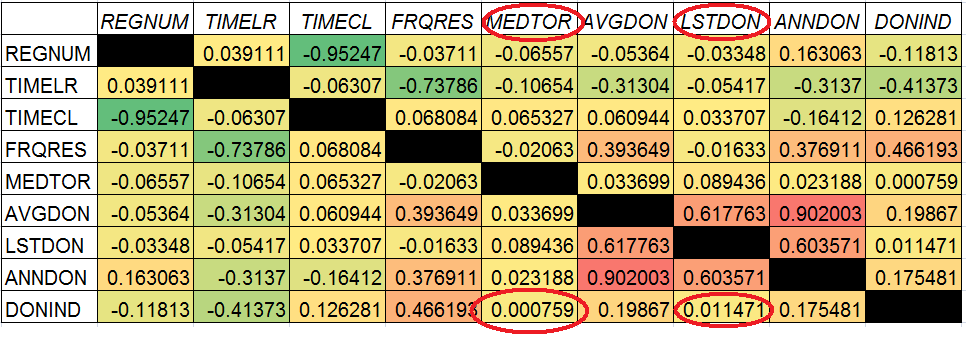 REGNUM TIMELR TIMECL FRQRES MEDTOR AVGDON LSTDON ANNDON DONIND
REGNUM 0.039111 -0.95247 -0.03711 -0.06557 -0.05364 -0.03348 0.163063 -0.11813
TIMELR 0.039111 -0.06307 -0.73786 -0.10654 -0.31304 -0.05417 -0.3137 -0.41373
TIMECL -0.95247 -0.06307 0.068084 0.065327 0.060944 0.033707 -0.16412 0.126281
FRQRES -0.03711 -0.73786 0.068084 -0.02063 0.393649 -0.01633 0.376911 0.466193
MEDTOR -0.06557 -0.10654 0.065327 -0.02063 0.033699 0.089436 0.023188 0.000759
AVGDON -0.05364 -0.31304 0.060944 0.393649 0.033699 0.617763 0.902003 0.19867
LSTDON -0.03348 -0.05417 0.033707 -0.01633 0.089436 0.617763 0.603571 0.011471
ANNDON 0.163063 -0.3137 -0.16412 0.376911 0.023188 0.902003 0.603571 0.175481
DONIND -0.11813 -0.41373 0.126281 0.466193 0.000759 0.19867 0.011471 0.175481